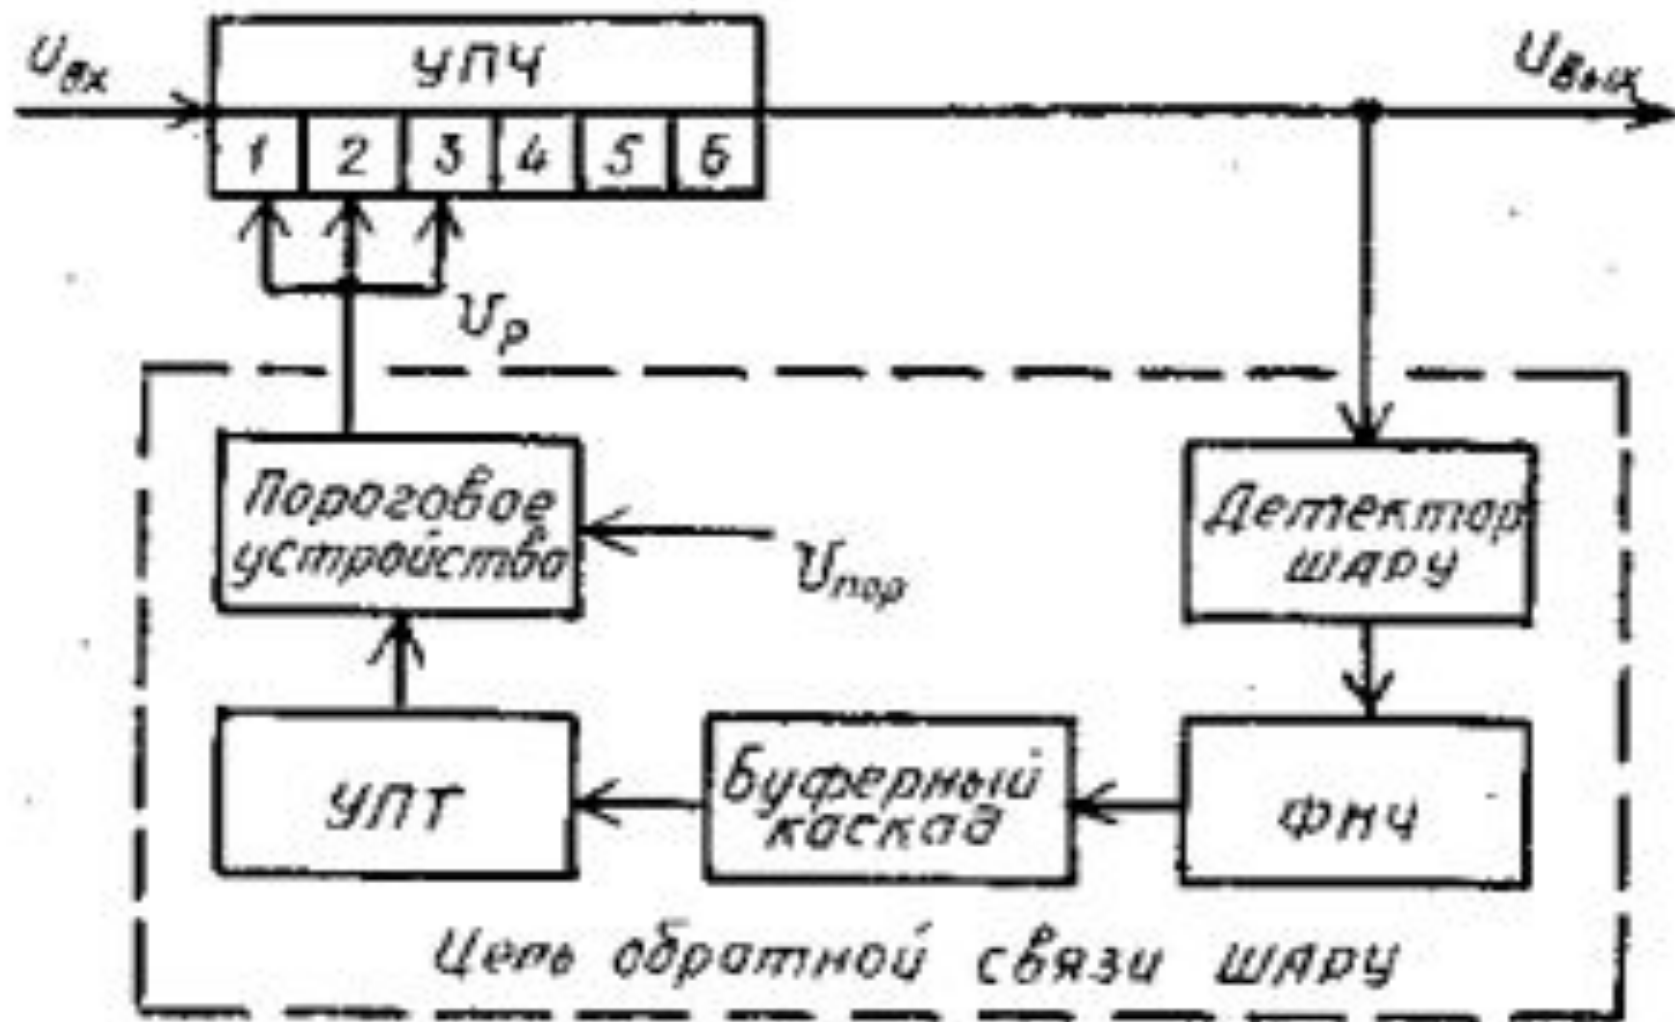 Uвх
УПЧ
Uвых
1 2 3 4 5 6
Uр
Пороговое
устройство
Uпор
Детектор
ШАРУ
УПТ
Буферный
каскад
ФНЧ
Цепь обратной связи ШАРУ